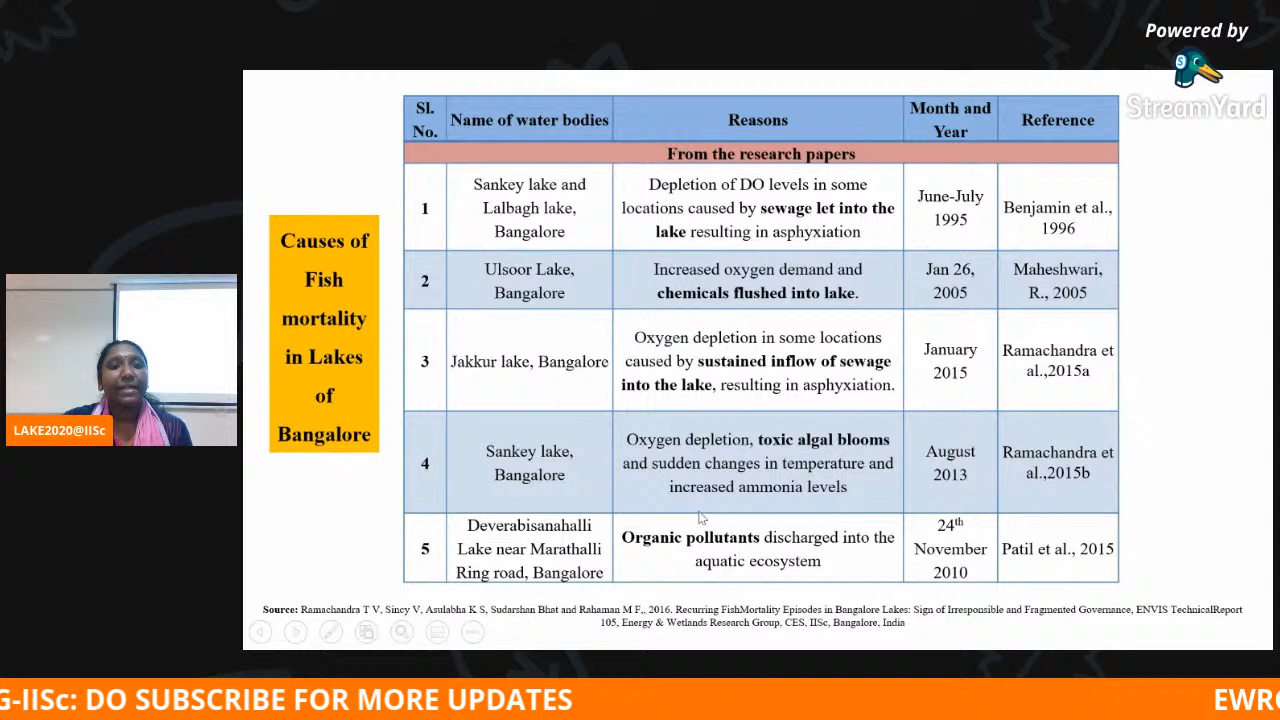 Powered by
StreamYard
Causes of
Fish
mortality
in Lakes
of
Bangalore
Sl.
No.
Name of water bodies
Reasons
Month and
Year
Reference
From the research papers
1
Sankey lake and
Lalbagh lake,
Bangalore
Depletion of DO levels in some
locations caused by sewage let into the
lake resulting in asphyxiation
June-July
1995
Benjamin et al.,
1996
2
Ulsoor Lake,
Bangalore
Increased oxygen demand and
chemicals flushed into lake.
Jan 26,
2005
Maheshwari,
R., 2005
3
Jakkur lake, Bangalore
Oxygen depletion in some locations
caused by sustained inflow of sewage
into the lake, resulting in asphyxiation.
January
2015
Ramachandra et
al.,2015a
4
Sankey lake,
Bangalore
Oxygen depletion, toxic algal blooms
and sudden changes in temperature and
increased ammonia levels
August
2013
Ramachandra et
al.,2015b
5
Deverabisanahalli
Lake near Marathalli
Ring road, Bangalore
Organic pollutants discharged into the
aquatic ecosystem
24th
November
2010
Patil et al., 2015
Source: Ramachandra T V, Sincy V, Asulabha K S, Sudarshan Bhat and Rahaman M F,, 2016. Recurring FishMortality Episodes in Bangalore Lakes: Sign of Irresponsible and Fragmented Governance, ENVIS TechnicalReport
105, Energy & Wetlands Research Group, CES, IISc, Bangalore, India
LAKE2020@IISc
G-IISc: DO SUBSCRIBE FOR MORE UPDATES
EWRG